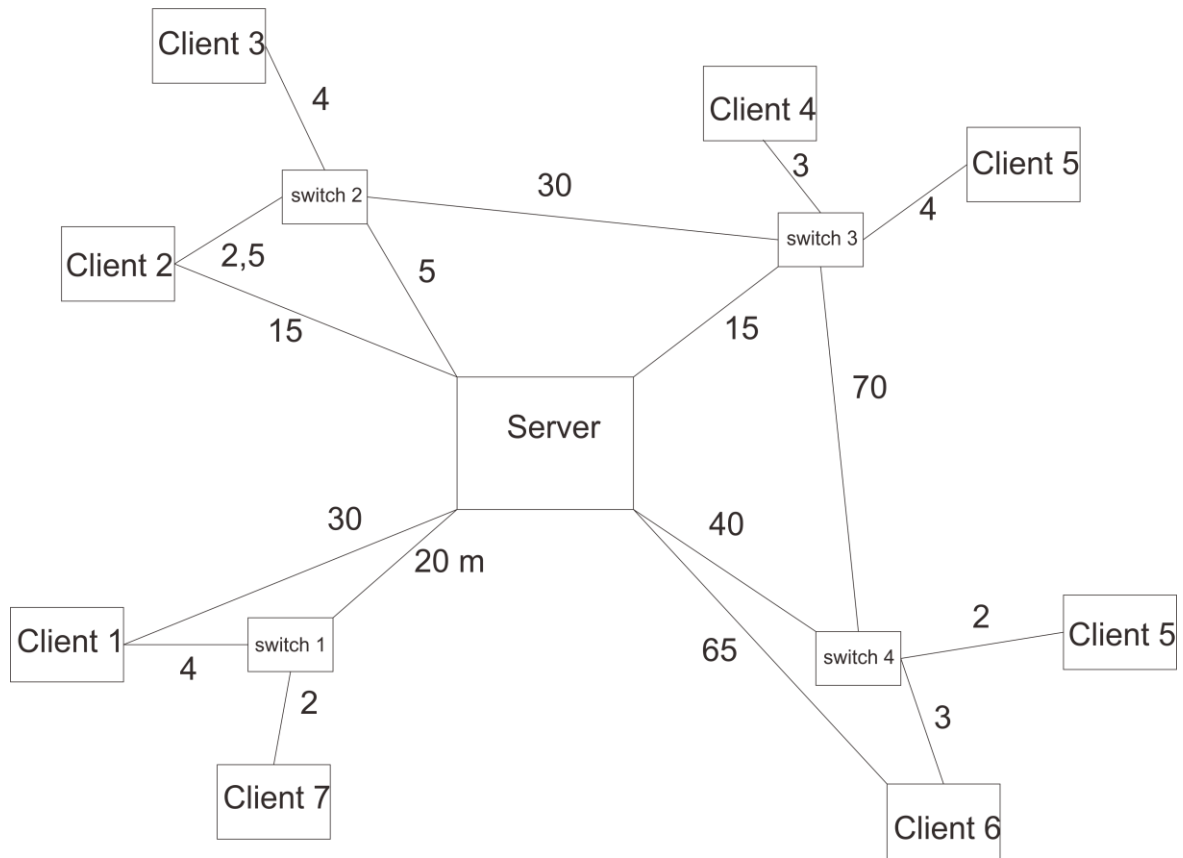 Client 3
4
Client 4
3
Client 5
switch 2
30
4
switch 3
Client 2
2,5
5
15
15
70
Server
30
40
20 m
Client 1
4
switch 1
65
switch 4
2
Client 5
2
3
Client 7
Client 6